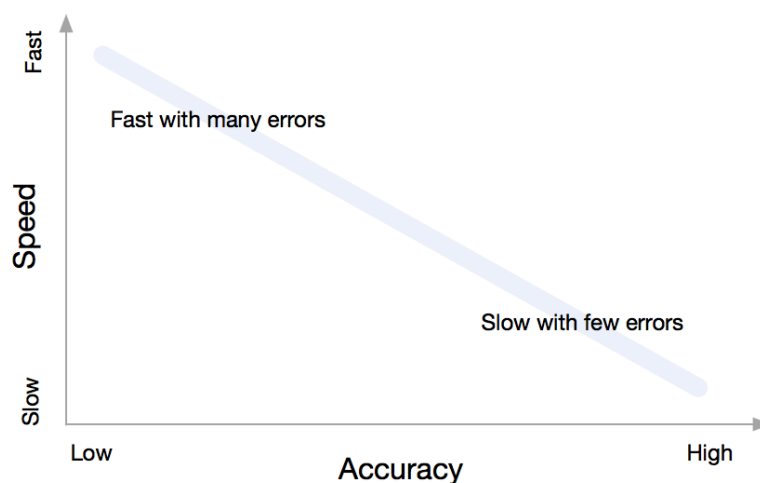 Fast
Fast with many errors
Speed
Slow with few errors
Slow
Low
High
Accuracy